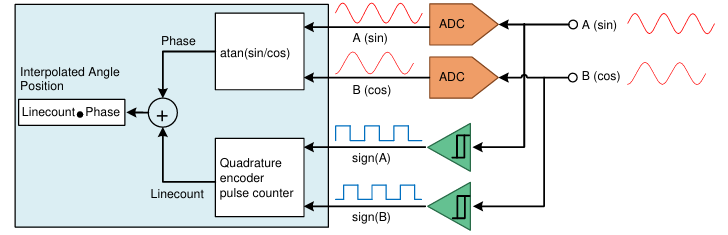 ADC
A (sin)
A (sin)
Phase
atan(sin/cos)
Interpolated Angle
Position
ADC
B (cos)
B (cos)
Linecount●Phase
+
sign(A)
Quadrature
encoder
pulse counter
Linecount
sign(B)